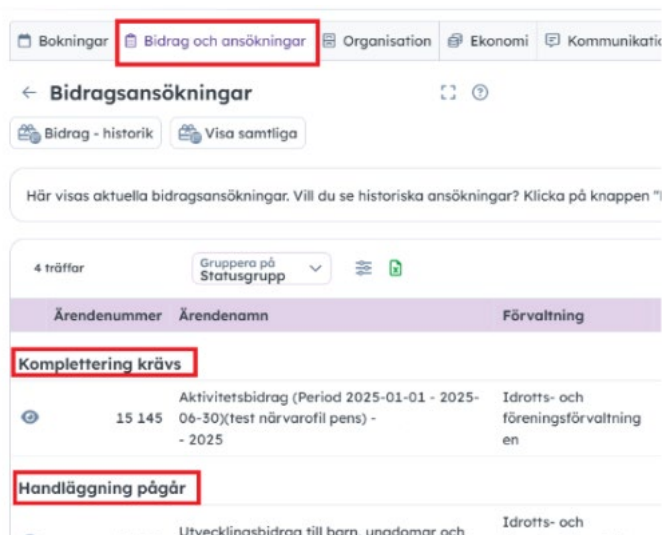 Bokningar Bidrag och ansökningar Organisation Ekonomi
Bidragsansökningar
Bidrag - historik Visa samtliga
Här visas aktuella bidragsansökningar. Vill du se historiska ansökningar? Klicka på knappen "
4 träffar
Gruppera på
Statusgrupp
Ärendenummer Ärendenamn Förvaltning
Komplettering krävs
Aktivitetsbidrag (Period 2025-01-01 - 2025- Idrotts- och
15 145 06-30)(test närvarofil pens) - föreningsförvaltning
- 2025 en
Handläggning pågår
Idrotts- och
Utvecklingsbidrag till barn, ungdomar och